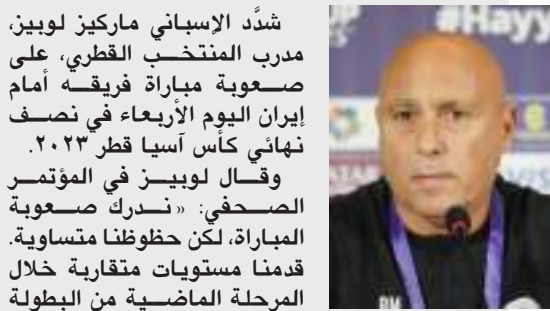 شدَّد الإسباني ماركيز لوبيز،
مدرب المنتخب القطري، على
صعوبة مباراة فريقه أمام
إيران اليوم الأربعاء في نصف
نهائي كأس آسيا قطر ٢٠٢٣.
وقال لوبيز في المؤتمر
الصحفي: «ندرك صعوبة
المباراة، لكن حظوظنا متساوية.
قدمنا مستويات متقاربة خلال
المرحلة الماضية من البطولة
#Hayy